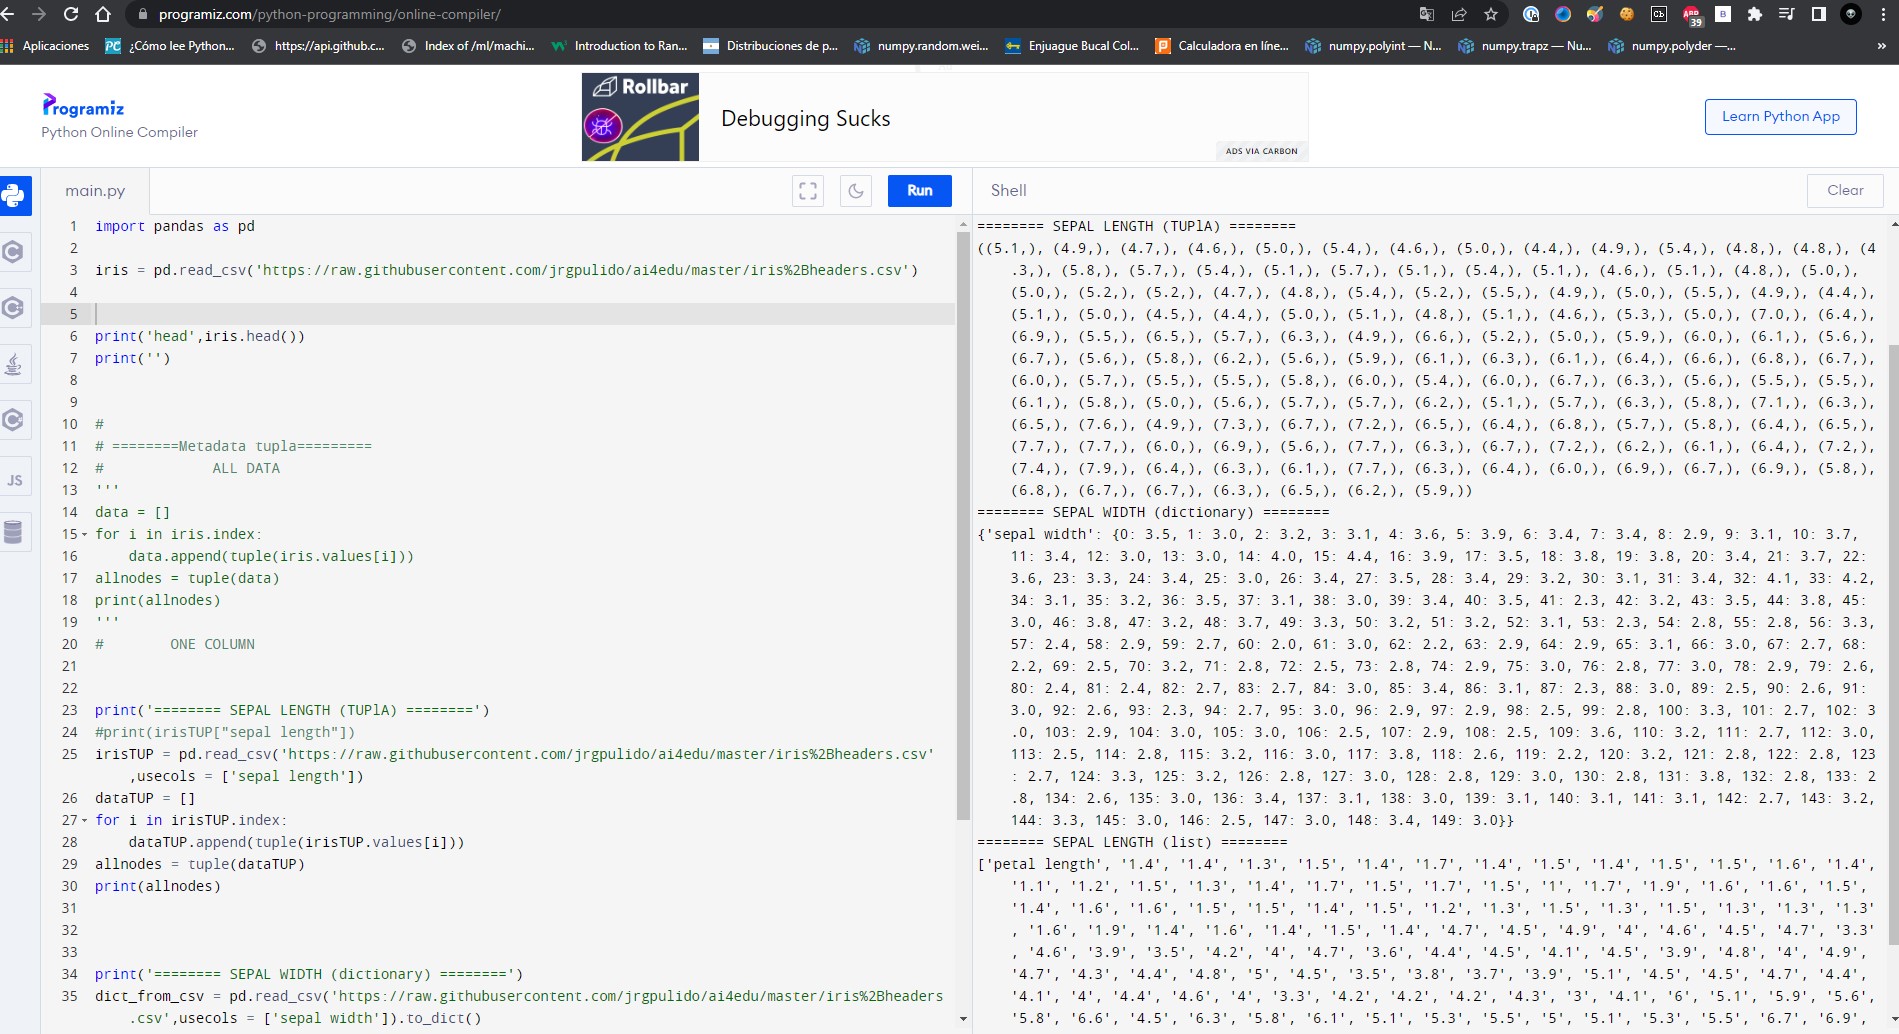 programiz.com/python-programming/online-compiler/
39
Aplicaciones
PC ¿Cómo lee Python...
https://api.github.c...
Index of /ml/machi...
Introduction to Ran...
Distribuciones de p...
numpy.random.wei...
Enjuague Bucal Col...
Calculadora en líne...
numpy.polyint — N...
numpy.trapz — Nu...
numpy.polyder —...
»
Programiz
Python Online Compiler
Rollbar
Debugging Sucks
ADS VIA CARBON
Learn Python App
main.py
Run
Shell
Clear
JS
1 import pandas as pd
2
3 iris = pd.read_csv('https://raw.githubusercontent.com/jrgpulido/ai4edu/master/iris%2Bheaders.csv')
4
5
6 print('head',iris.head())
7 print('')
8
9
10 #
11 # ========Metadata tupla=========
12 # ALL DATA
13 '''
14 data = []
15 for i in iris.index:
16 data.append(tuple(iris.values[i]))
17 allnodes = tuple(data)
18 print(allnodes)
19 '''
20 # ONE COLUMN
21
22
23 print('======== SEPAL LENGTH (TUPlA) ========')
24 #print(irisTUP["sepal length"])
25 irisTUP = pd.read_csv('https://raw.githubusercontent.com/jrgpulido/ai4edu/master/iris%2Bheaders.csv'
,usecols = ['sepal length'])
26 dataTUP = []
27 for i in irisTUP.index:
28 dataTUP.append(tuple(irisTUP.values[i]))
29 allnodes = tuple(dataTUP)
30 print(allnodes)
31
32
33
34 print('======== SEPAL WIDTH (dictionary) ========')
35 dict_from_csv = pd.read_csv('https://raw.githubusercontent.com/jrgpulido/ai4edu/master/iris%2Bheaders
.csv',usecols = ['sepal width']).to_dict()
======== SEPAL LENGTH (TUPlA) ========
((5.1,), (4.9,), (4.7,), (4.6,), (5.0,), (5.4,), (4.6,), (5.0,), (4.4,), (4.9,), (5.4,), (4.8,), (4.8,), (4
.3,), (5.8,), (5.7,), (5.4,), (5.1,), (5.7,), (5.1,), (5.4,), (5.1,), (4.6,), (5.1,), (4.8,), (5.0,),
(5.0,), (5.2,), (5.2,), (4.7,), (4.8,), (5.4,), (5.2,), (5.5,), (4.9,), (5.0,), (5.5,), (4.9,), (4.4,),
(5.1,), (5.0,), (4.5,), (4.4,), (5.0,), (5.1,), (4.8,), (5.1,), (4.6,), (5.3,), (5.0,), (7.0,), (6.4,),
(6.9,), (5.5,), (6.5,), (5.7,), (6.3,), (4.9,), (6.6,), (5.2,), (5.0,), (5.9,), (6.0,), (6.1,), (5.6,),
(6.7,), (5.6,), (5.8,), (6.2,), (5.6,), (5.9,), (6.1,), (6.3,), (6.1,), (6.4,), (6.6,), (6.8,), (6.7,),
(6.0,), (5.7,), (5.5,), (5.5,), (5.8,), (6.0,), (5.4,), (6.0,), (6.7,), (6.3,), (5.6,), (5.5,), (5.5,),
(6.1,), (5.8,), (5.0,), (5.6,), (5.7,), (5.7,), (6.2,), (5.1,), (5.7,), (6.3,), (5.8,), (7.1,), (6.3,),
(6.5,), (7.6,), (4.9,), (7.3,), (6.7,), (7.2,), (6.5,), (6.4,), (6.8,), (5.7,), (5.8,), (6.4,), (6.5,),
(7.7,), (7.7,), (6.0,), (6.9,), (5.6,), (7.7,), (6.3,), (6.7,), (7.2,), (6.2,), (6.1,), (6.4,), (7.2,),
(7.4,), (7.9,), (6.4,), (6.3,), (6.1,), (7.7,), (6.3,), (6.4,), (6.0,), (6.9,), (6.7,), (6.9,), (5.8,),
(6.8,), (6.7,), (6.7,), (6.3,), (6.5,), (6.2,), (5.9,))
======== SEPAL WIDTH (dictionary) ========
{'sepal width': {0: 3.5, 1: 3.0, 2: 3.2, 3: 3.1, 4: 3.6, 5: 3.9, 6: 3.4, 7: 3.4, 8: 2.9, 9: 3.1, 10: 3.7,
11: 3.4, 12: 3.0, 13: 3.0, 14: 4.0, 15: 4.4, 16: 3.9, 17: 3.5, 18: 3.8, 19: 3.8, 20: 3.4, 21: 3.7, 22:
3.6, 23: 3.3, 24: 3.4, 25: 3.0, 26: 3.4, 27: 3.5, 28: 3.4, 29: 3.2, 30: 3.1, 31: 3.4, 32: 4.1, 33: 4.2,
34: 3.1, 35: 3.2, 36: 3.5, 37: 3.1, 38: 3.0, 39: 3.4, 40: 3.5, 41: 2.3, 42: 3.2, 43: 3.5, 44: 3.8, 45:
3.0, 46: 3.8, 47: 3.2, 48: 3.7, 49: 3.3, 50: 3.2, 51: 3.2, 52: 3.1, 53: 2.3, 54: 2.8, 55: 2.8, 56: 3.3,
57: 2.4, 58: 2.9, 59: 2.7, 60: 2.0, 61: 3.0, 62: 2.2, 63: 2.9, 64: 2.9, 65: 3.1, 66: 3.0, 67: 2.7, 68:
2.2, 69: 2.5, 70: 3.2, 71: 2.8, 72: 2.5, 73: 2.8, 74: 2.9, 75: 3.0, 76: 2.8, 77: 3.0, 78: 2.9, 79: 2.6,
80: 2.4, 81: 2.4, 82: 2.7, 83: 2.7, 84: 3.0, 85: 3.4, 86: 3.1, 87: 2.3, 88: 3.0, 89: 2.5, 90: 2.6, 91:
3.0, 92: 2.6, 93: 2.3, 94: 2.7, 95: 3.0, 96: 2.9, 97: 2.9, 98: 2.5, 99: 2.8, 100: 3.3, 101: 2.7, 102: 3
.0, 103: 2.9, 104: 3.0, 105: 3.0, 106: 2.5, 107: 2.9, 108: 2.5, 109: 3.6, 110: 3.2, 111: 2.7, 112: 3.0,
113: 2.5, 114: 2.8, 115: 3.2, 116: 3.0, 117: 3.8, 118: 2.6, 119: 2.2, 120: 3.2, 121: 2.8, 122: 2.8, 123
: 2.7, 124: 3.3, 125: 3.2, 126: 2.8, 127: 3.0, 128: 2.8, 129: 3.0, 130: 2.8, 131: 3.8, 132: 2.8, 133: 2
.8, 134: 2.6, 135: 3.0, 136: 3.4, 137: 3.1, 138: 3.0, 139: 3.1, 140: 3.1, 141: 3.1, 142: 2.7, 143: 3.2,
144: 3.3, 145: 3.0, 146: 2.5, 147: 3.0, 148: 3.4, 149: 3.0}}
======== SEPAL LENGTH (list) ========
['petal length', '1.4', '1.4', '1.3', '1.5', '1.4', '1.7', '1.4', '1.5', '1.4', '1.5', '1.5', '1.6', '1.4',
'1.1', '1.2', '1.5', '1.3', '1.4', '1.7', '1.5', '1.7', '1.5', '1', '1.7', '1.9', '1.6', '1.6', '1.5',
'1.4', '1.6', '1.6', '1.5', '1.5', '1.4', '1.5', '1.2', '1.3', '1.5', '1.3', '1.5', '1.3', '1.3', '1.3'
, '1.6', '1.9', '1.4', '1.6', '1.4', '1.5', '1.4', '4.7', '4.5', '4.9', '4', '4.6', '4.5', '4.7', '3.3'
, '4.6', '3.9', '3.5', '4.2', '4', '4.7', '3.6', '4.4', '4.5', '4.1', '4.5', '3.9', '4.8', '4', '4.9',
'4.7', '4.3', '4.4', '4.8', '5', '4.5', '3.5', '3.8', '3.7', '3.9', '5.1', '4.5', '4.5', '4.7', '4.4',
'4.1', '4', '4.4', '4.6', '4', '3.3', '4.2', '4.2', '4.2', '4.3', '3', '4.1', '6', '5.1', '5.9', '5.6',
'5.8', '6.6', '4.5', '6.3', '5.8', '6.1', '5.1', '5.3', '5.5', '5', '5.1', '5.3', '5.5', '6.7', '6.9',